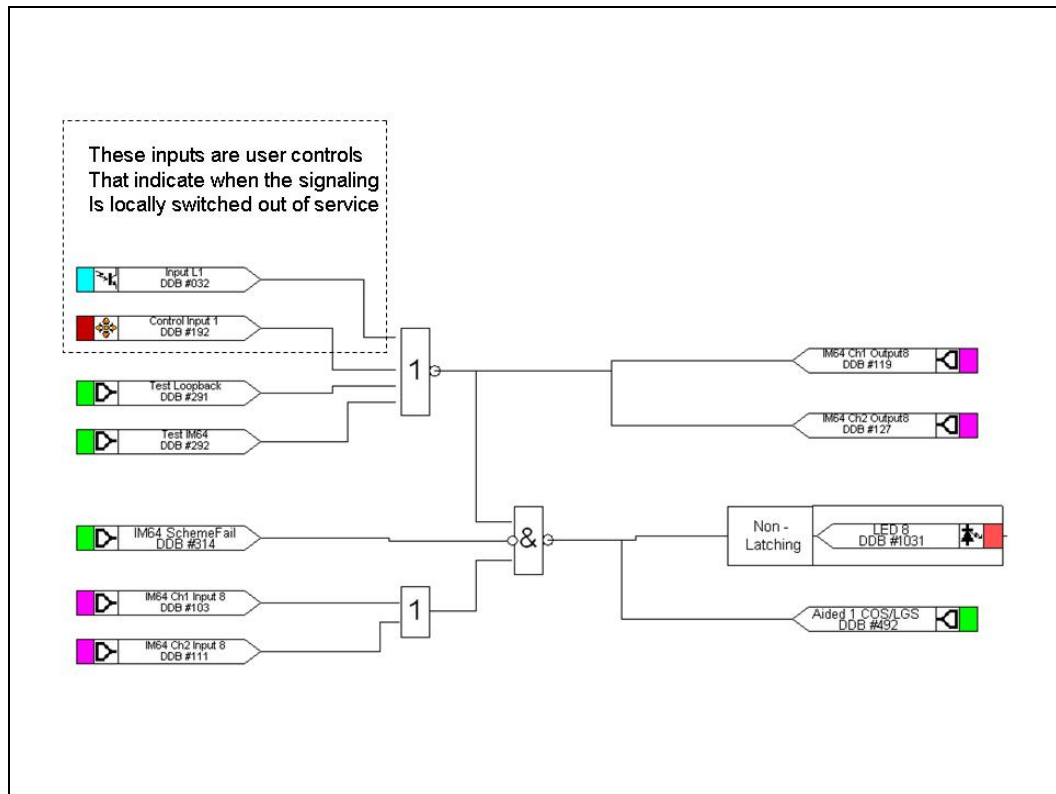 These inputs are user controls
That indicate when the signaling
Is locally switched out of service
Input L1
DDB #032
Control Input 1
DDB #192
Test Loopback
DDB #291
Test IM64
DDB #292
1
IM64 Ch1 Output8
DDB #119
IM64 Ch2 Output8
DDB #127
IM64 SchemeFail
DDB #314
IM64 Ch1 Input 8
DDB #103
IM64 Ch2 Input 8
DDB #111
1
&
Non -
Latching
LED 8
DDB #1031
Aided 1 COS/LGS
DDB #492